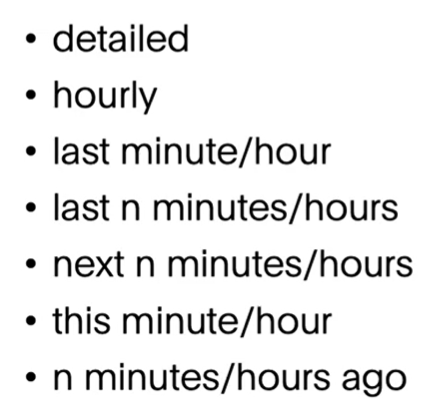 • detailed
• hourly
• last minute/hour
• last n minutes/hours
• next n minutes/hours
• this minute/hour
• n minutes/hours ago